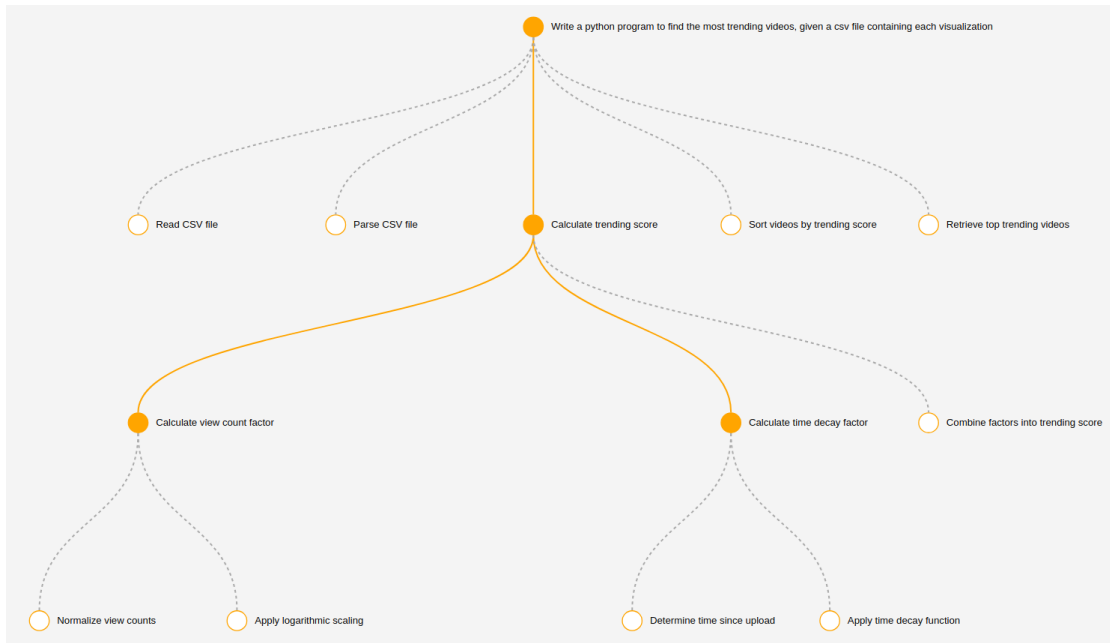 Write a python program to find the most trending videos, given a csv file containing each visualization
Read CSV file
Parse CSV file
Calculate trending score
Sort videos by trending score
Retrieve top trending videos
Calculate view count factor
Calculate time decay factor
Combine factors into trending score
Normalize view counts
Apply logarithmic scaling
Determine time since upload
Apply time decay function